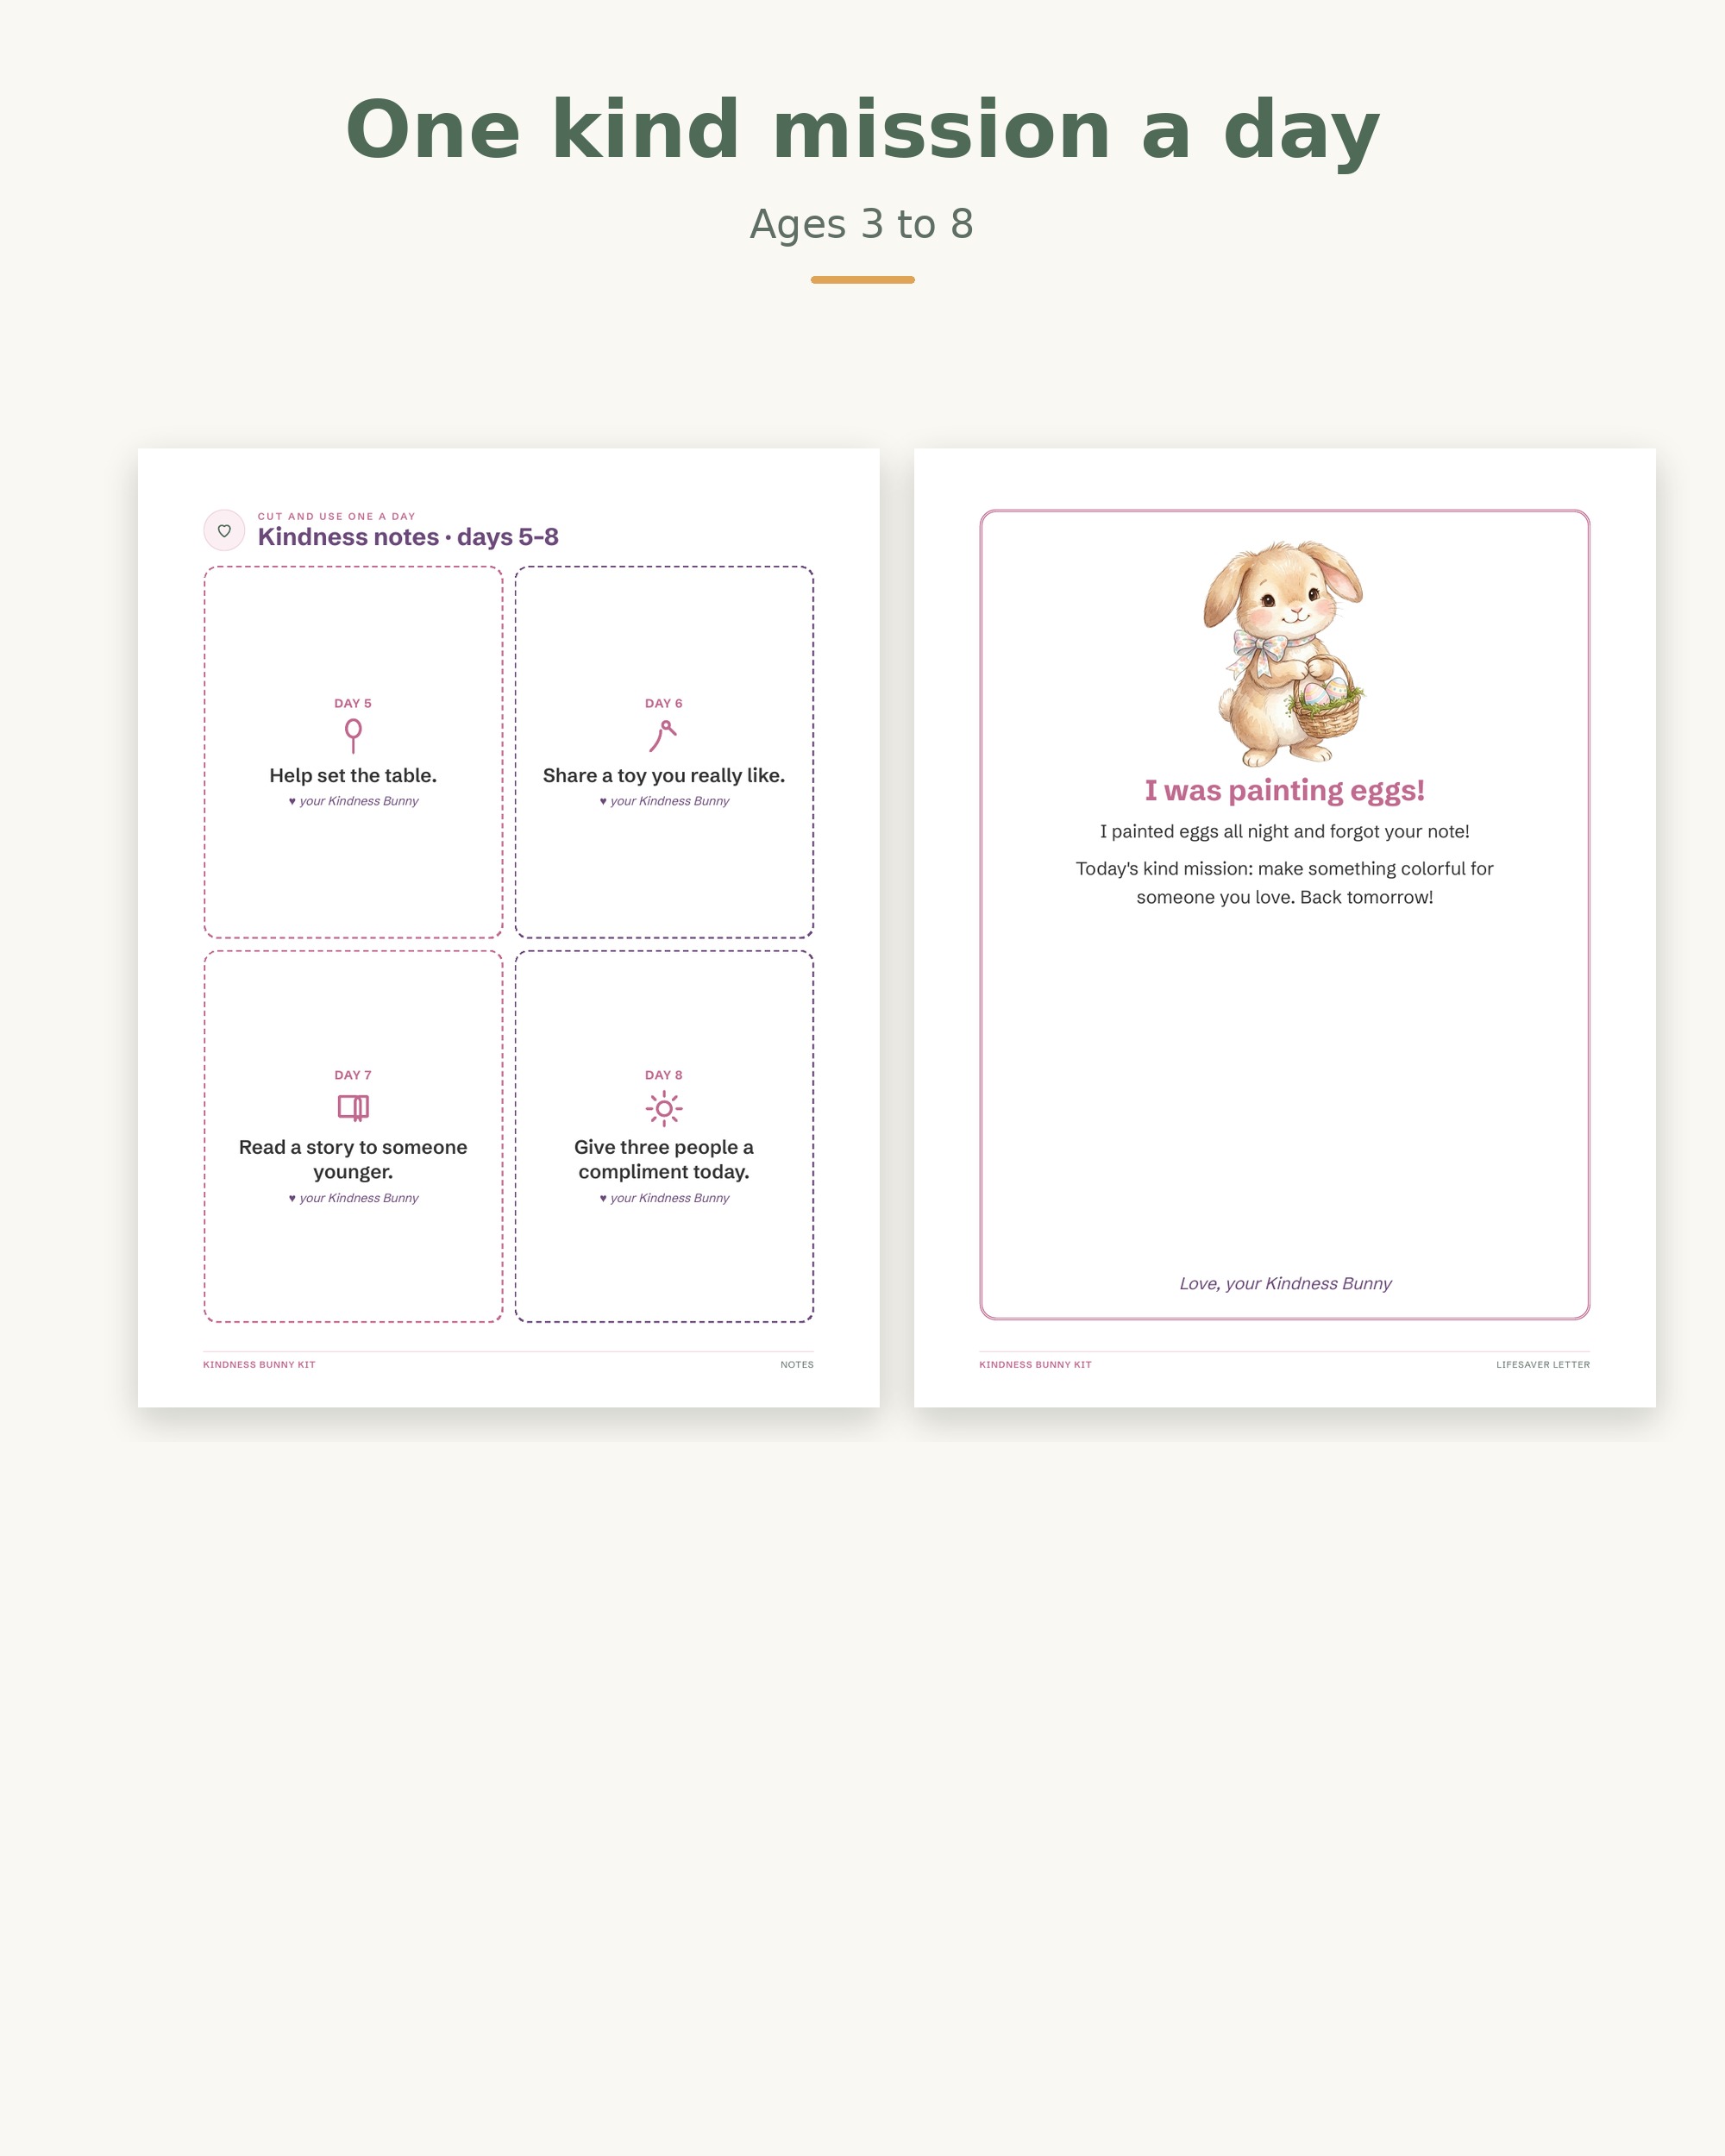 One kind mission a day
Ages 3 to 8
CUT AND USE ONE A DAY
Kindness notes · days 5–8
DAY 5
Help set the table.
♥ your Kindness Bunny
DAY 6
Share a toy you really like.
♥ your Kindness Bunny
DAY 7
Read a story to someone
younger.
♥ your Kindness Bunny
DAY 8
Give three people a
compliment today.
♥ your Kindness Bunny
KINDNESS BUNNY KIT
NOTES
I was painting eggs!
I painted eggs all night and forgot your note!
Today's kind mission: make something colorful for
someone you love. Back tomorrow!
Love, your Kindness Bunny
KINDNESS BUNNY KIT
LIFESAVER LETTER